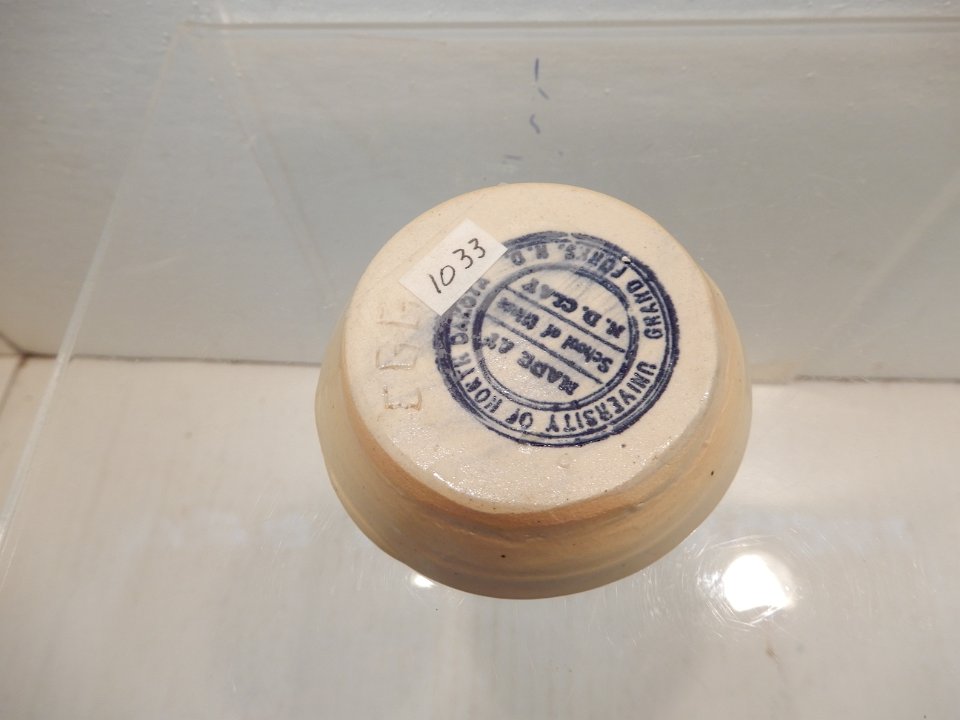 1033
UNIVERSITY OF NORTH DAKOTA
GRAND FORKS, N.D.
MADE AT
School of Mines
N. D. CLAY